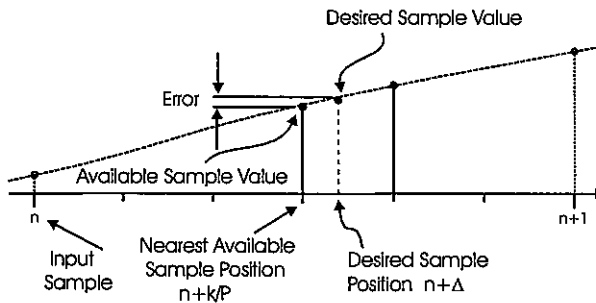 Desired Sample Value
Error
Available Sample Value
n
n+1
Input
Sample
Nearest Available
Sample Position
n+k/P
Desired Sample
Position n+Δ